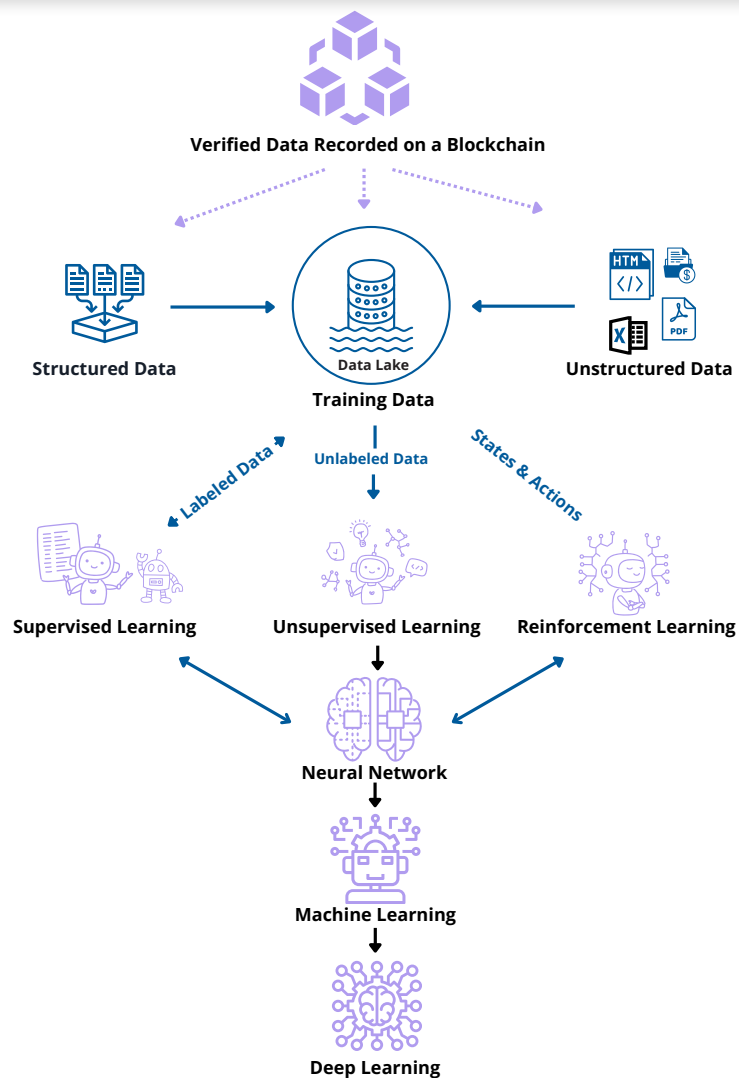 Verified Data Recorded on a Blockchain
HTM
</>
$
X
PDF
Structured Data
Data Lake
Unstructured Data
Training Data
Labeled Data
Unlabeled Data
States & Actions
</>
Supervised Learning
Unsupervised Learning
Reinforcement Learning
Neural Network
Machine Learning
Deep Learning